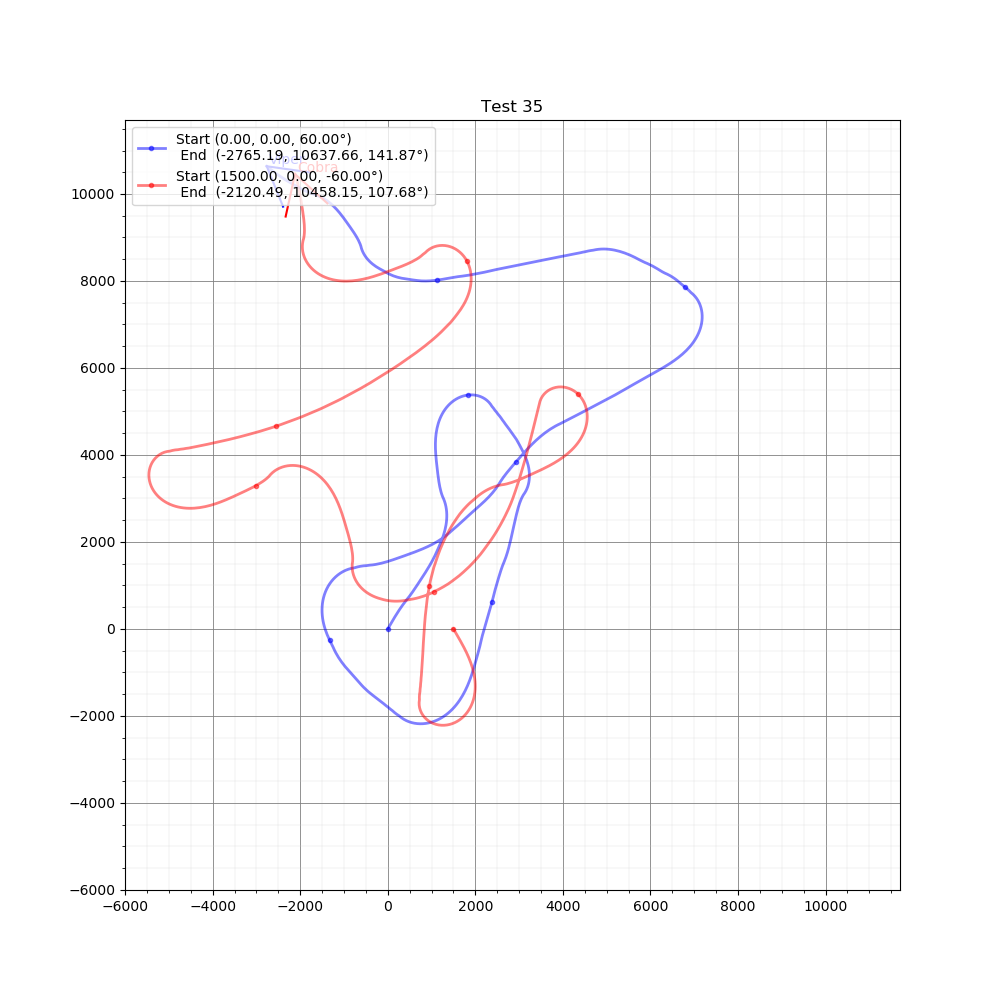 Test 35
Start (0.00, 0.00, 60.00°)
End (-2765.19, 10637.66, 141.87°)
Start (1500.00, 0.00, -60.00°)
End (-2120.49, 10458.15, 107.68°)
Viper
Cobra
10000
8000
6000
4000
2000
0
−2000
−4000
−6000
−6000 −4000 −2000 0 2000 4000 6000 8000 10000